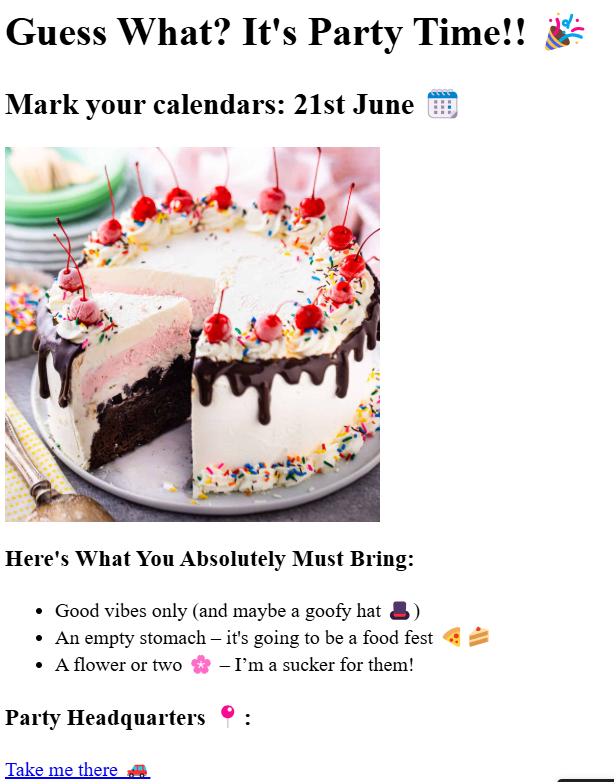 Guess What? It's Party Time!! 🎉
Mark your calendars: 21st June 📅
Here's What You Absolutely Must Bring:
• Good vibes only (and maybe a goofy hat 🎩)
• An empty stomach – it's going to be a food fest 🍕🍰
• A flower or two 🌸 – I’m a sucker for them!
Party Headquarters 📍:
Take me there 🚗